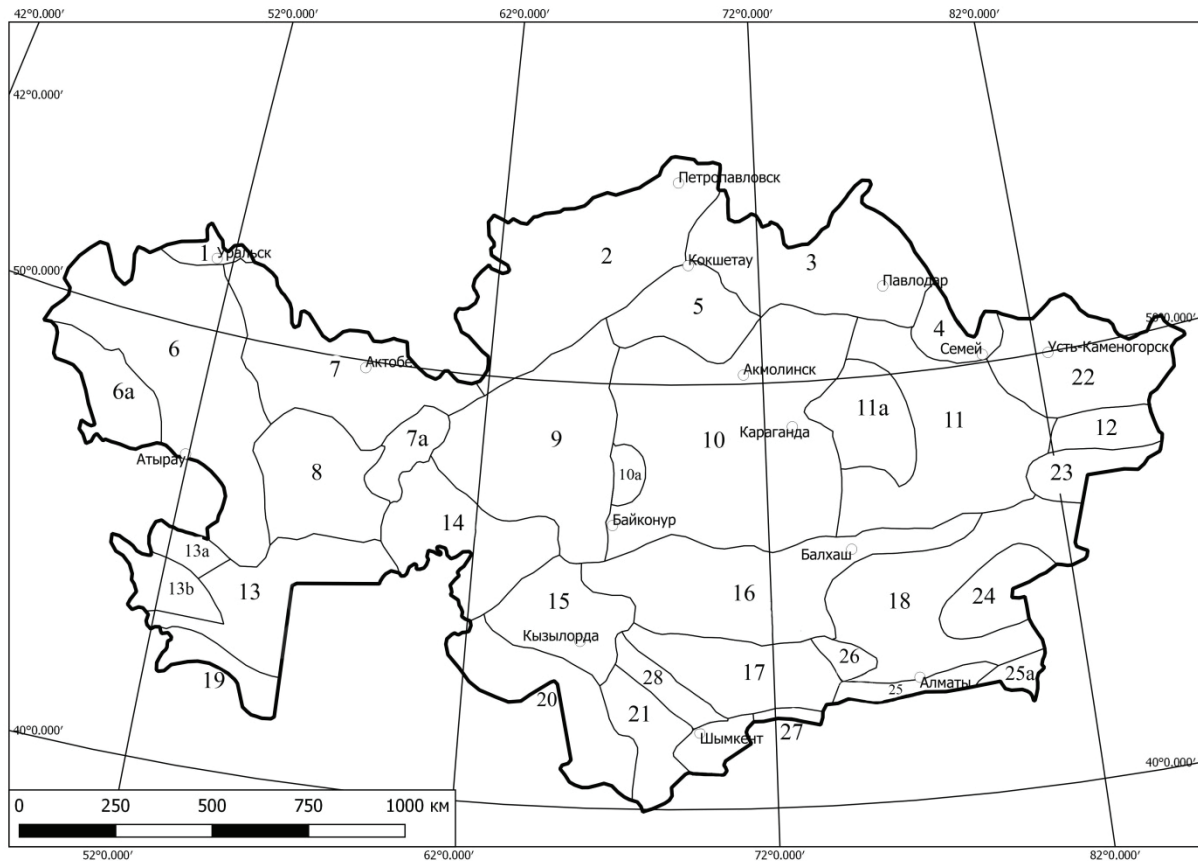 42°0.000′ 52°0.000′ 62°0.000′ 72°0.000′ 82°0.000′
42°0.000′
Петропавловск
1 Уральск
2
Кокшетау
3
50°0.000′
Павлодар
5
4
50°0.000′
6
7
Актобе
Семей
Усть-Каменогорск
Акмолинск
22
6а
11а
11
12
7а
9
10
Караганда
Атырау
8
10а
23
14
Байконур
Балхаш
13а
13b
13
15
16
18
24
Кызылорда
26
19
28
17
25
Алматы
25а
20
21
Шымкент
27
40°0.000′
40°0.000′
0 250 500 750 1000 км
52°0.000′ 62°0.000′ 72°0.000′ 82°0.000′